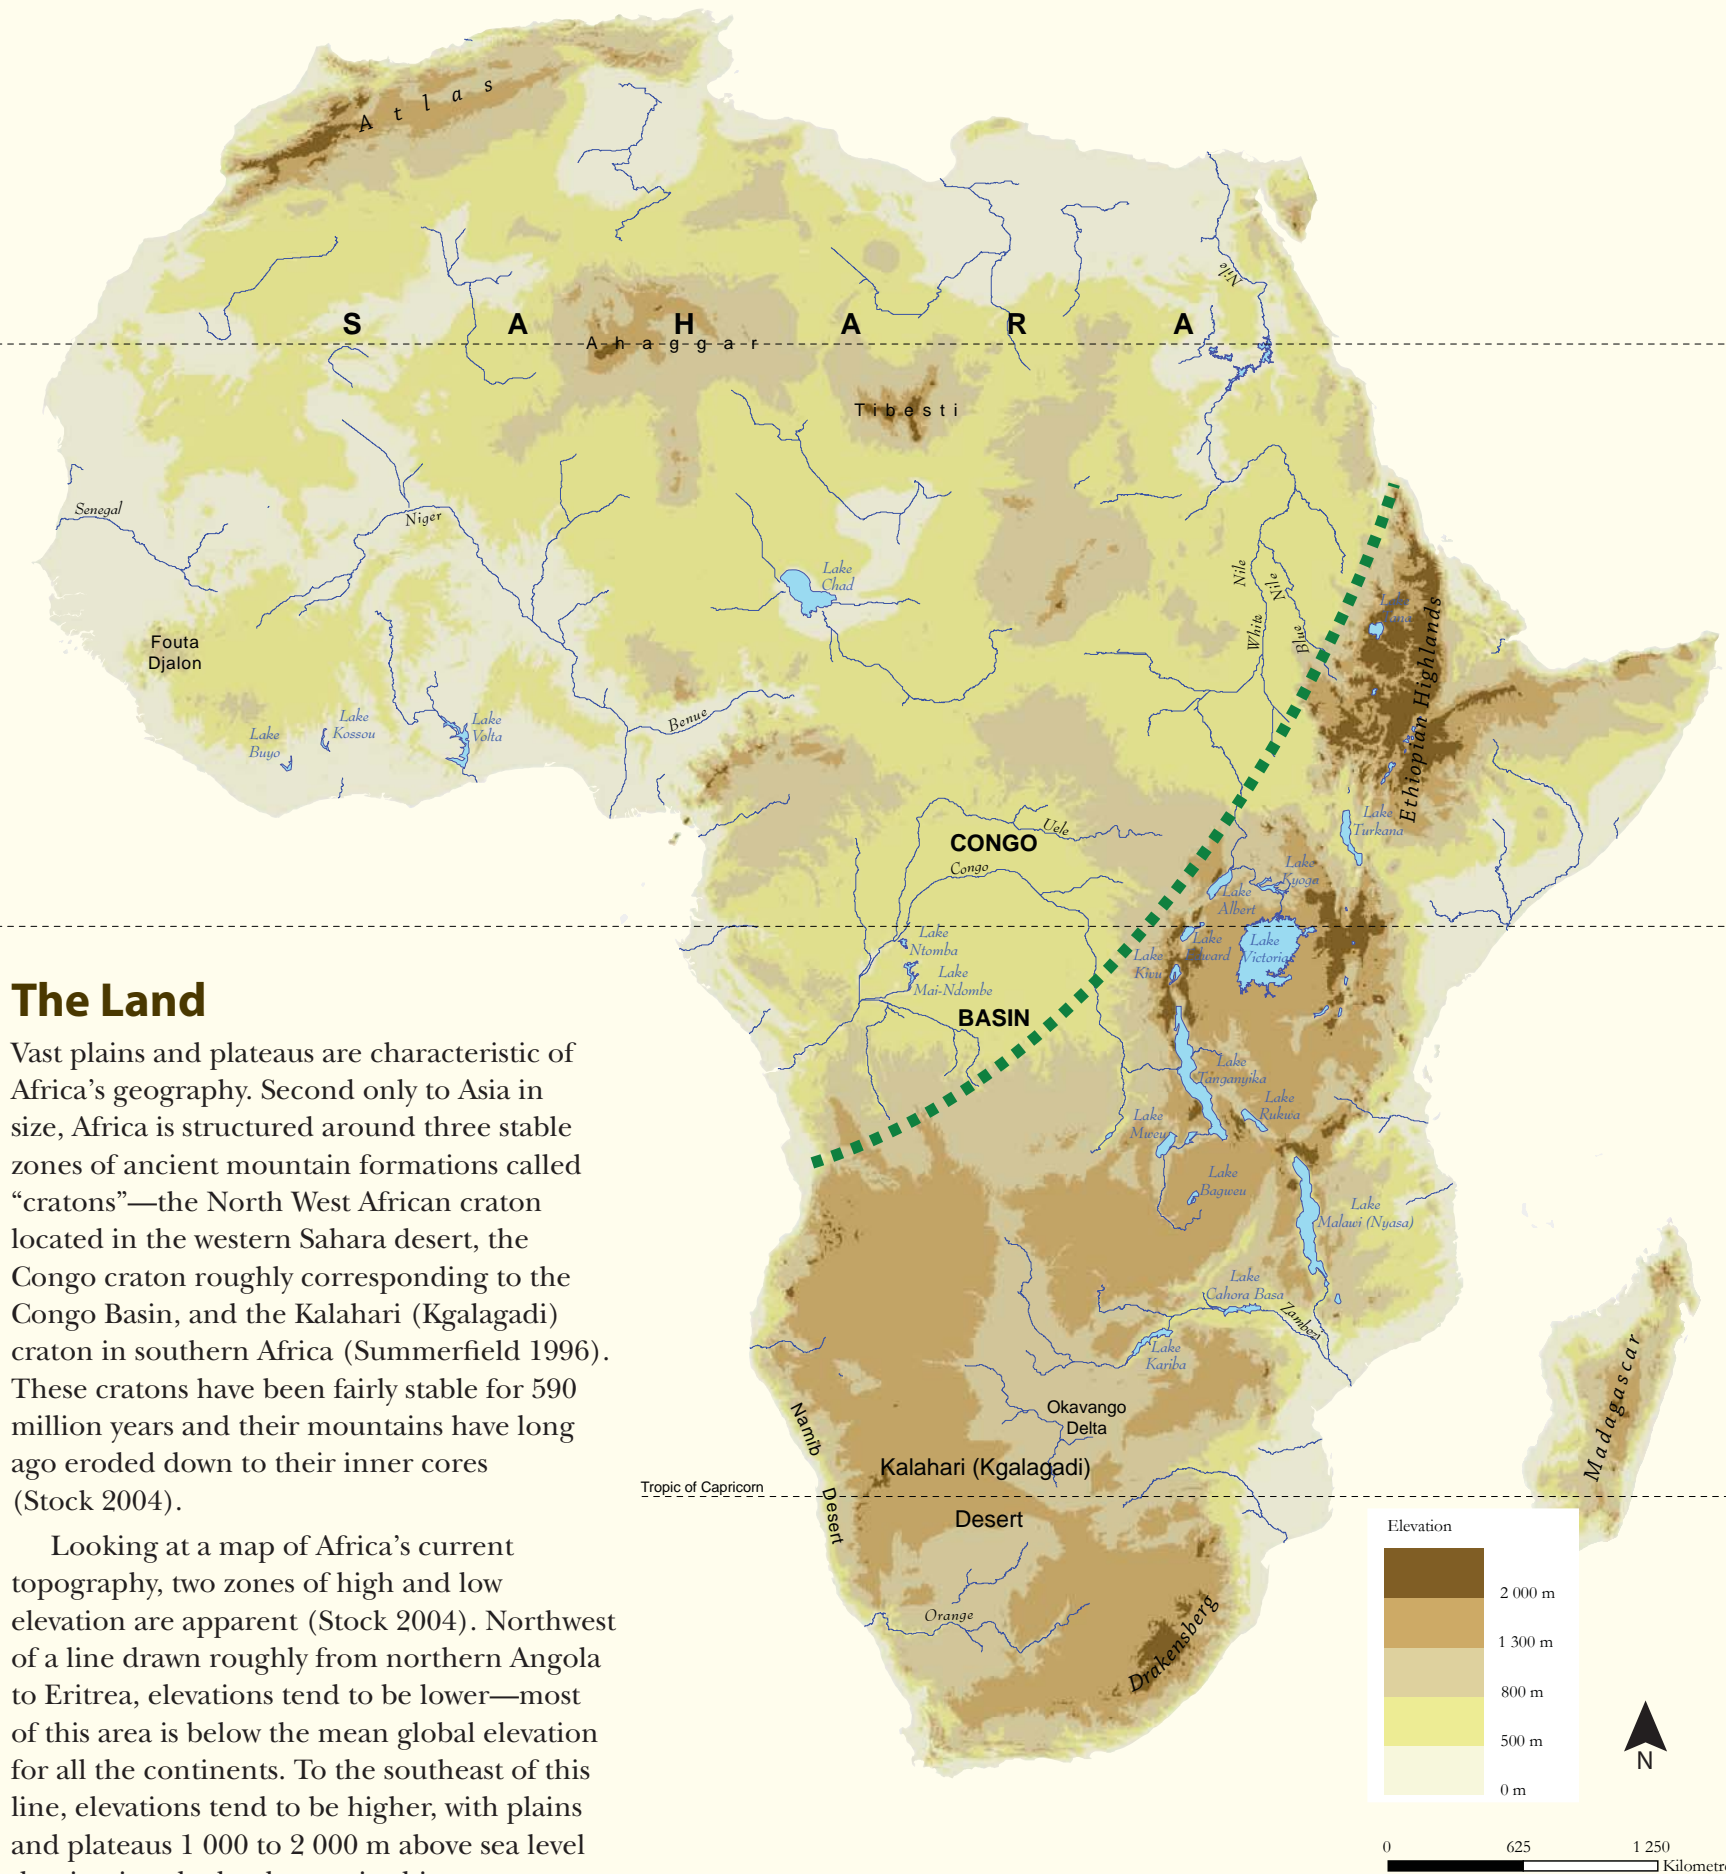 Atlas
SAHARA
Ahaggar
Tibesti
Nile
Senegal
Niger
Lake
Chad
Nile
Nile
White
Blue
Lake
Ethiopian Highlands
Fouta
Djalon
Lake
Kossou
Lake
Buyo
Lake
Volta
Benue
Lake
Turkana
Uele
CONGO
Congo
Lake
Kyoga
Lake
Albert
Lake
Ntomba
Lake
Edward
Lake
Victoria
Lake
Kivu
Lake
Mai-Ndombe
BASIN
Lake
Tanganyika
Lake
Rukwa
Lake
Mweu
Lake
Bagweu
Lake
Malawi (Nyasa)
Lake
Cahora Basa
Zambezi
Lake
Kariba
Okavango
Delta
Namib
Desert
Kalahari (Kgalagadi)
Desert
Tropic of Capricorn
Orange
Drakensberg
Madagascar
The Land
Vast plains and plateaus are characteristic of
Africa’s geography. Second only to Asia in
size, Africa is structured around three stable
zones of ancient mountain formations called
“cratons”—the North West African craton
located in the western Sahara desert, the
Congo craton roughly corresponding to the
Congo Basin, and the Kalahari (Kgalagadi)
craton in southern Africa (Summerfield 1996).
These cratons have been fairly stable for 590
million years and their mountains have long
ago eroded down to their inner cores
(Stock 2004).
Looking at a map of Africa’s current
topography, two zones of high and low
elevation are apparent (Stock 2004). Northwest
of a line drawn roughly from northern Angola
to Eritrea, elevations tend to be lower—most
of this area is below the mean global elevation
for all the continents. To the southeast of this
line, elevations tend to be higher, with plains
and plateaus 1 000 to 2 000 m above sea level
Elevation
2 000 m
1 300 m
800 m
500 m
0 m
N
0 625 1 250
Kilometre